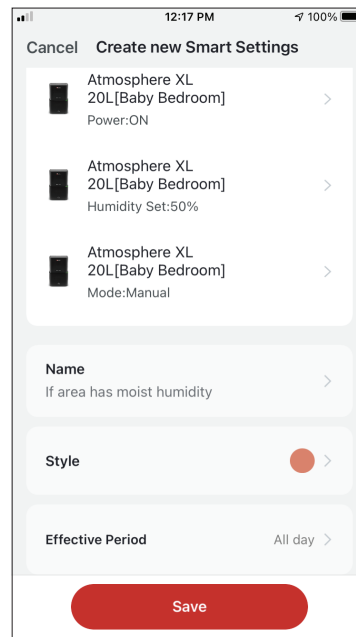 12:17 PM
100%
Cancel Create new Smart Settings
Atmosphere XL
20L[Baby Bedroom]
Power:ON
Atmosphere XL
20L[Baby Bedroom]
Humidity Set:50%
Atmosphere XL
20L[Baby Bedroom]
Mode:Manual
Name
If area has moist humidity
Style
Effective Period
All day
Save